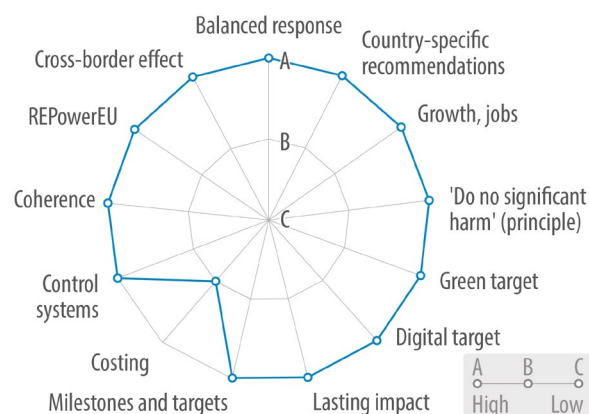 Balanced response
Country-specific
recommendations
Cross-border effect
A
Growth, jobs
REPowerEU
B
'Do no significant
harm' (principle)
Coherence
C
Green target
Control
systems
Digital target
Costing
Milestones and targets
Lasting impact
A B C
High Low